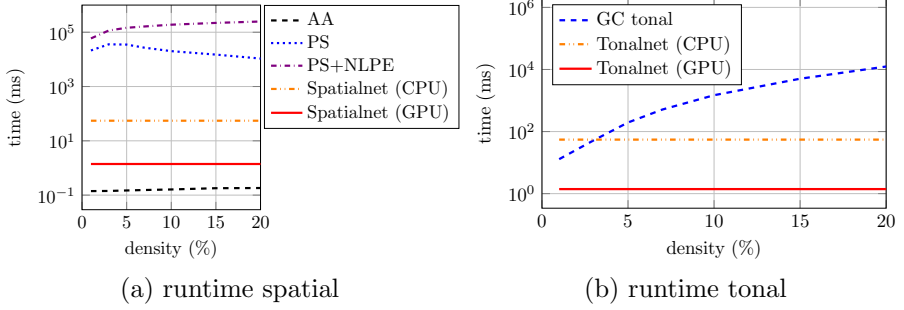 10^5
10^3
10^1
10^−1
time (ms)
0 5 10 15 20
density (%)
AA
PS
PS+NLPE
Spatialnet (CPU)
Spatialnet (GPU)
(a) runtime spatial
10^6
10^4
10^2
10^0
time (ms)
5 10 15 20
density (%)
GC tonal
Tonalnet (CPU)
Tonalnet (GPU)
(b) runtime tonal